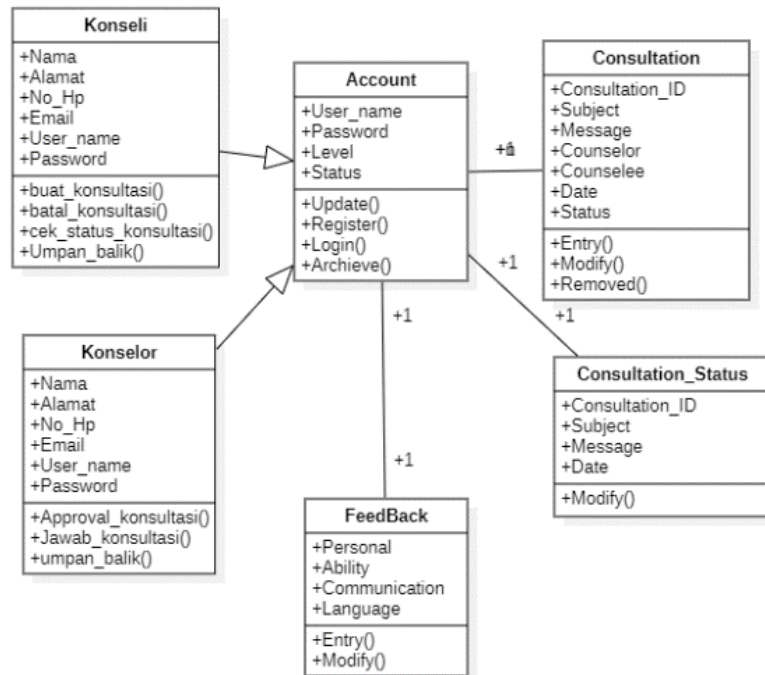 Konseli
+Nama
+Alamat
+No_Hp
+Email
+User_name
+Password
+buat_konsultasi()
+batal_konsultasi()
+cek_status_konsultasi()
+Umpan_balik()
Account
+User_name
+Password
+Level
+Status
+Update()
+Register()
+Login()
+Archieve()
Consultation
+Consultation_ID
+Subject
+Message
+Counselor
+Counselee
+Date
+Status
+Entry()
+Modify()
+Removed()
+1
+1
+1
+1
Konselor
+Nama
+Alamat
+No_Hp
+Email
+User_name
+Password
+Approval_konsultasi()
+Jawab_konsultasi()
+umpan_balik()
Consultation_Status
+Consultation_ID
+Subject
+Message
+Date
+Modify()
FeedBack
+Personal
+Ability
+Communication
+Language
+Entry()
+Modify()